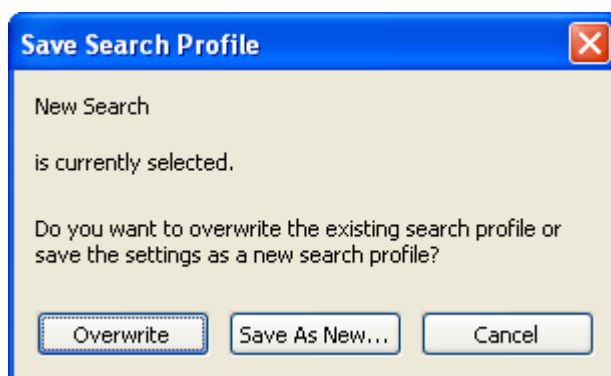 Save Search Profile
New Search
is currently selected.
Do you want to overwrite the existing search profile or
save the settings as a new search profile?
Overwrite
Save As New...
Cancel